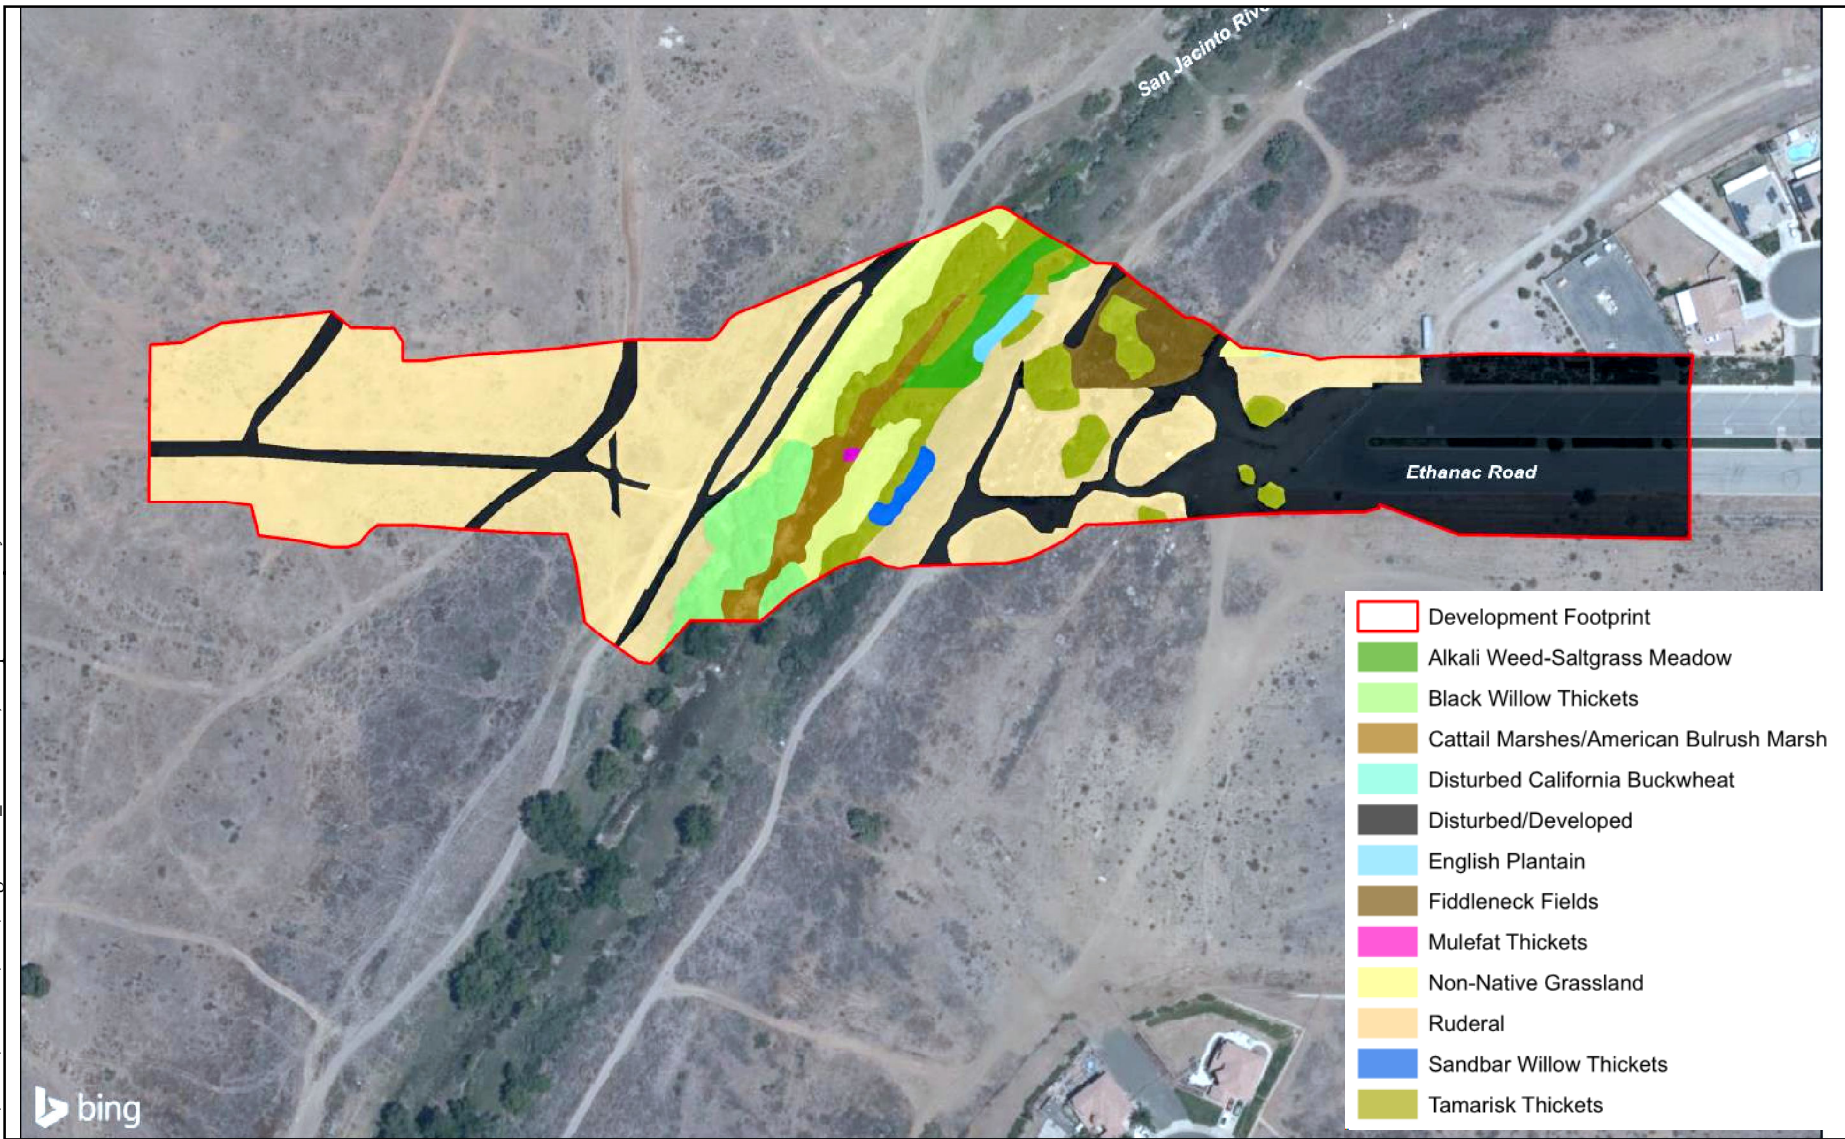 San Jacinto River
Ethanac Road
Development Footprint
Alkali Weed-Saltgrass Meadow
Black Willow Thickets
Cattail Marshes/American Bulrush Marsh
Disturbed California Buckwheat
Disturbed/Developed
English Plantain
Fiddleneck Fields
Mulefat Thickets
Non-Native Grassland
Ruderal
Sandbar Willow Thickets
Tamarisk Thickets
bing